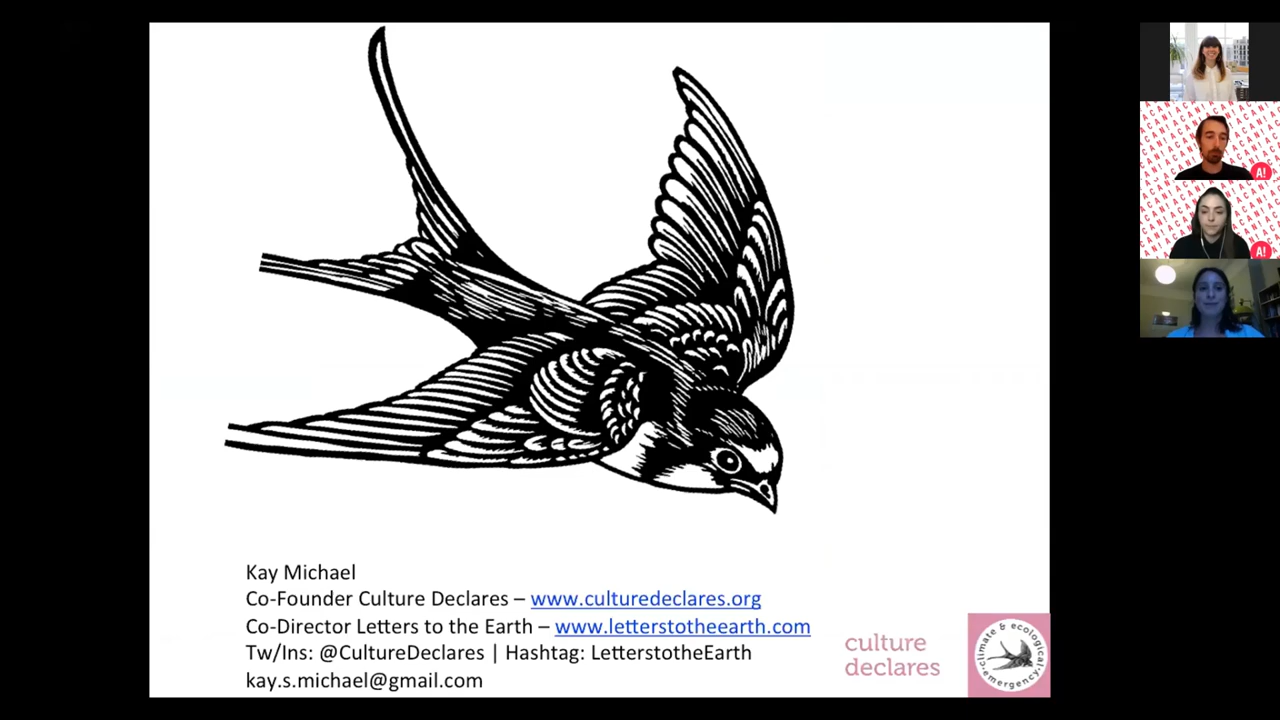 Kay Michael
Co-Founder Culture Declares – www.culturedeclares.org
Co-Director Letters to the Earth – www.letterstotheearth.com
Tw/Ins: @CultureDeclares | Hashtag: LetterstotheEarth
kay.s.michael@gmail.com
culture
declares
climate & ecological
emergency
A!
A!